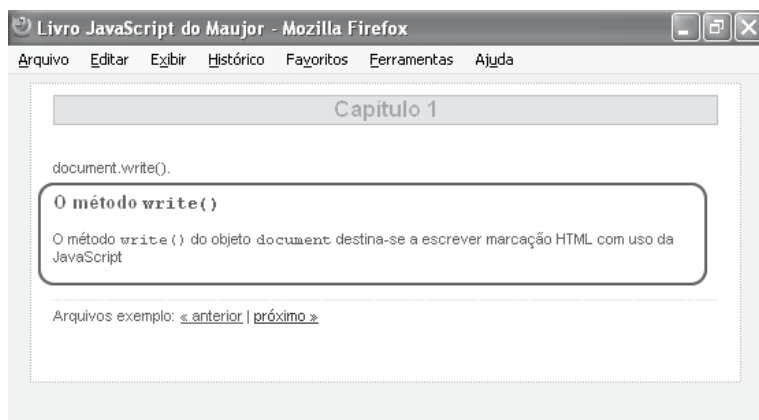 Livro JavaScript do Maujor - Mozilla Firefox
Arquivo Editar Exibir Histórico Favoritos Ferramentas Ajuda
Capítulo 1
document.write().
O método write()
O método write() do objeto document destina-se a escrever marcação HTML com uso da
JavaScript
Arquivos exemplo: « anterior | próximo »